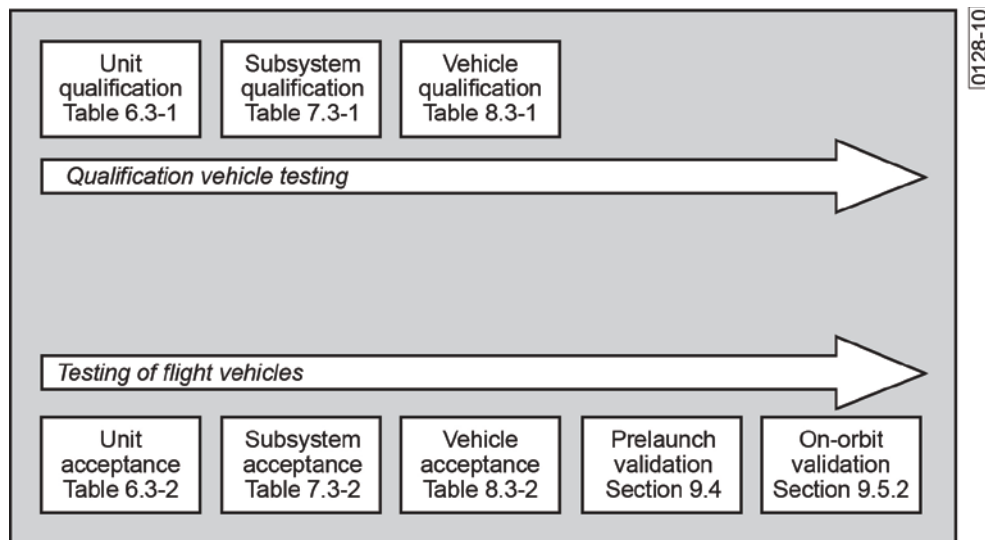 Unit
qualification
Table 6.3-1
Subsystem
qualification
Table 7.3-1
Vehicle
qualification
Table 8.3-1
Qualification vehicle testing
Testing of flight vehicles
Unit
acceptance
Table 6.3-2
Subsystem
acceptance
Table 7.3-2
Vehicle
acceptance
Table 8.3-2
Prelaunch
validation
Section 9.4
On-orbit
validation
Section 9.5.2
0128-10